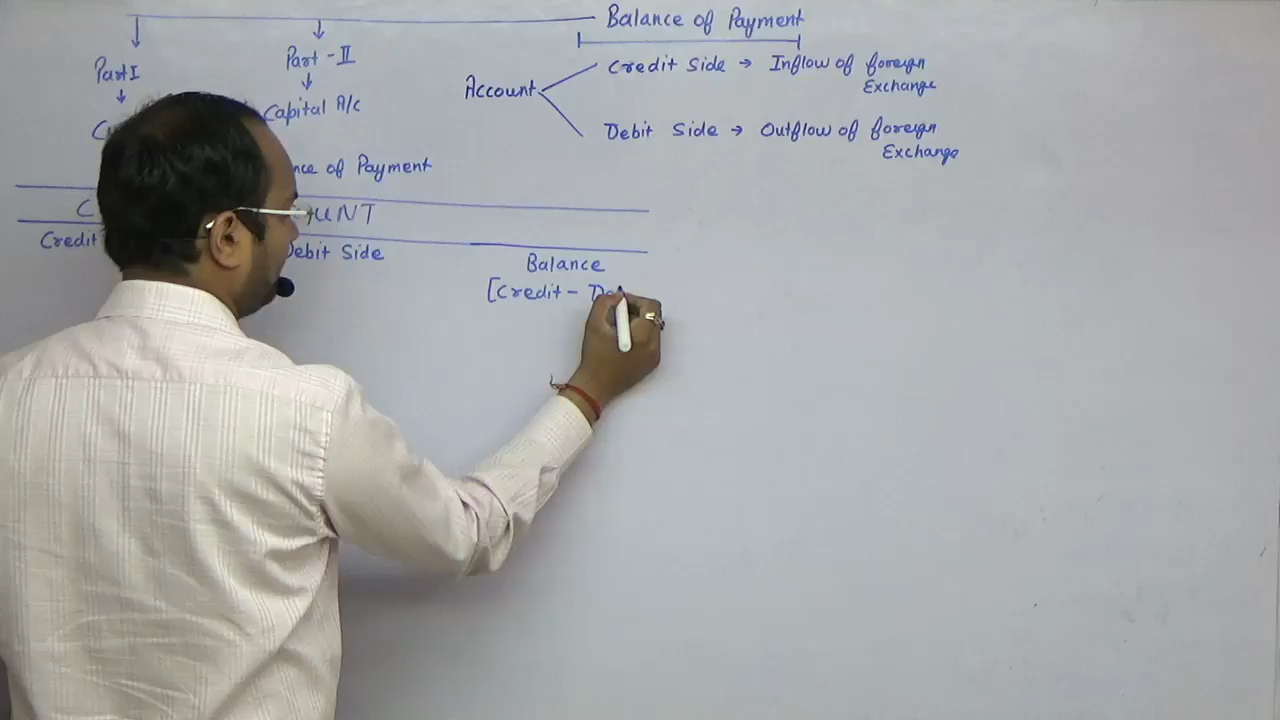 Balance of Payment
Part I
Part - II
Capital A/c
Account
Credit Side → Inflow of foreign
Exchange
Debit Side → Outflow of foreign
Exchange
of Payment
Credit
Debit Side
Balance
[Credit -